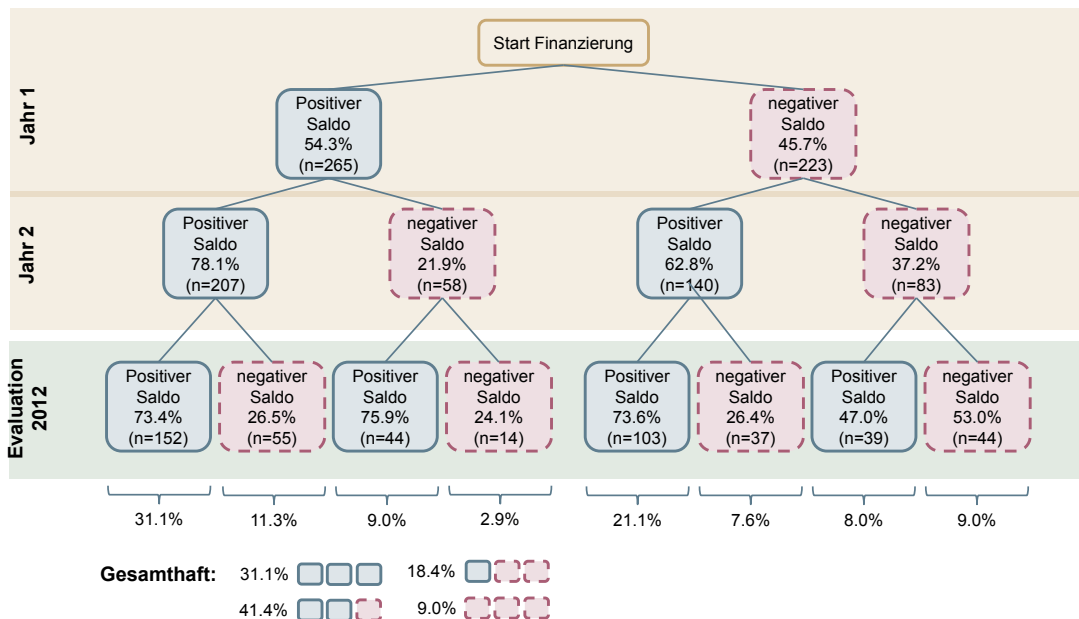 Start Finanzierung
Jahr 1
Positiver
Saldo
54.3%
(n=265)
negativer
Saldo
45.7%
(n=223)
Jahr 2
Positiver
Saldo
78.1%
(n=207)
negativer
Saldo
21.9%
(n=58)
Positiver
Saldo
62.8%
(n=140)
negativer
Saldo
37.2%
(n=83)
Evaluation
2012
Positiver
Saldo
73.4%
(n=152)
negativer
Saldo
26.5%
(n=55)
Positiver
Saldo
75.9%
(n=44)
negativer
Saldo
24.1%
(n=14)
Positiver
Saldo
73.6%
(n=103)
negativer
Saldo
26.4%
(n=37)
Positiver
Saldo
47.0%
(n=39)
negativer
Saldo
53.0%
(n=44)
31.1%
11.3%
9.0%
2.9%
21.1%
7.6%
8.0%
9.0%
Gesamthaft:
31.1%
18.4%
41.4%
9.0%